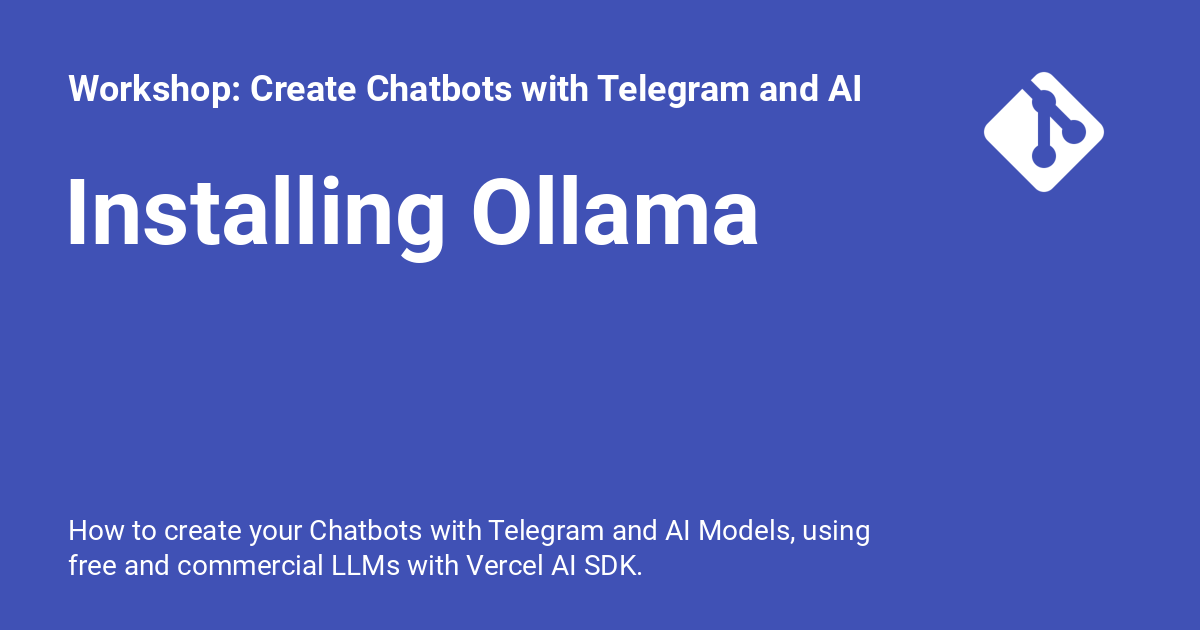 Workshop: Create Chatbots with Telegram and AI
Installing Ollama
How to create your Chatbots with Telegram and AI Models, using
free and commercial LLMs with Vercel AI SDK.